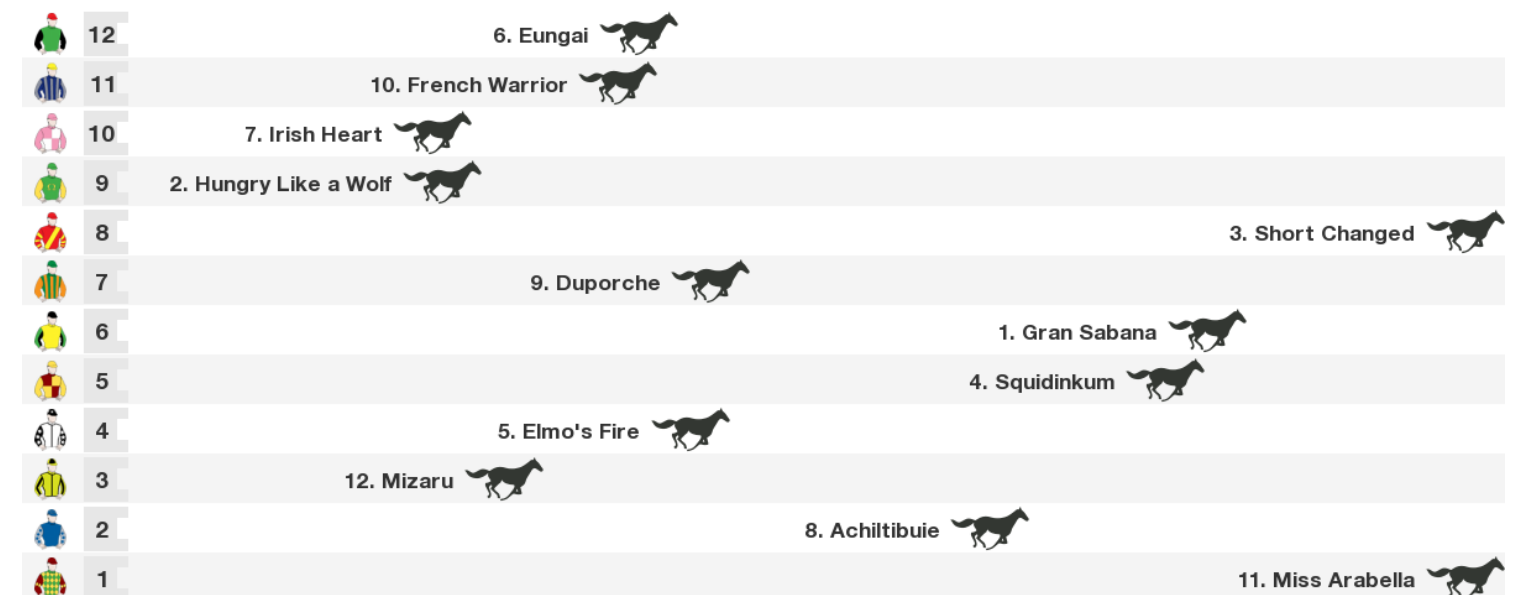 12 6. Eungai
11 10. French Warrior
10 7. Irish Heart
9 2. Hungry Like a Wolf
8 3. Short Changed
7 9. Duporche
6 1. Gran Sabana
5 4. Squidinkum
4 5. Elmo's Fire
3 12. Mizaru
2 8. Achiltibuie
1 11. Miss Arabella